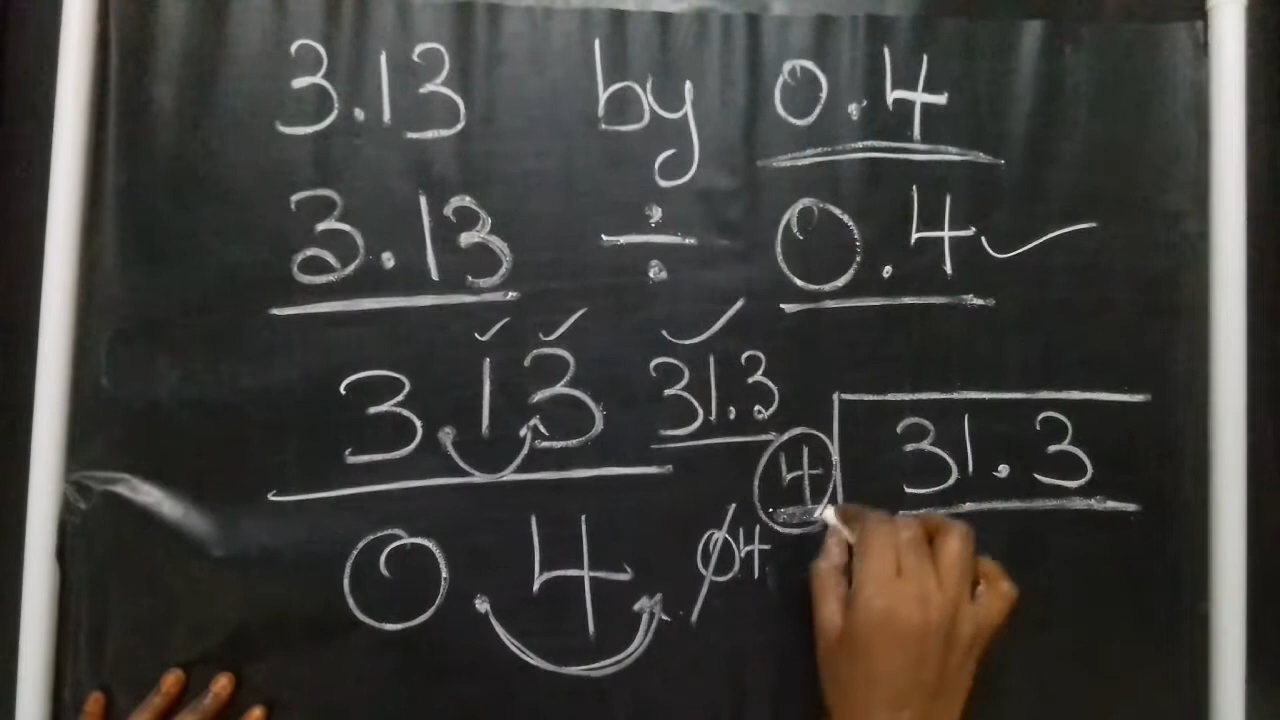 3.13 by 0.4
3.13 ÷ 0.4
3.13 31.3
4 31.3
0.4 04